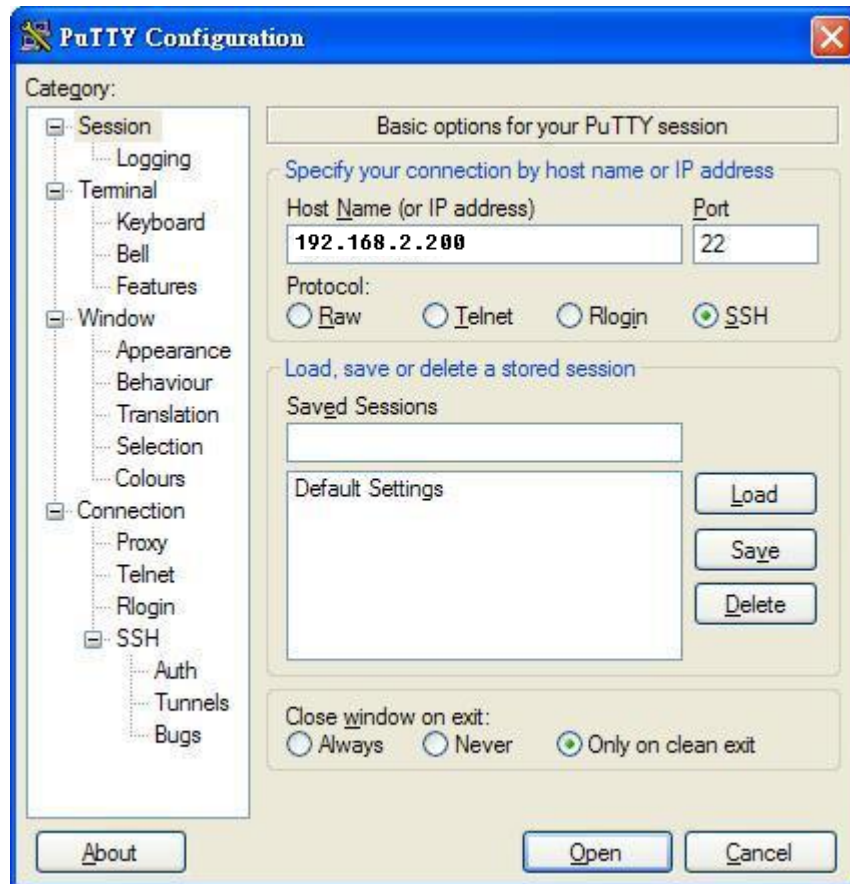 PuTTY Configuration
Category:
Session
Logging
Terminal
Keyboard
Bell
Features
Window
Appearance
Behaviour
Translation
Selection
Colours
Connection
Proxy
Telnet
Rlogin
SSH
Auth
Tunnels
Bugs
Basic options for your PuTTY session
Specify your connection by host name or IP address
Host Name (or IP address) Port
192.168.2.200 22
Protocol:
Raw Telnet Rlogin SSH
Load, save or delete a stored session
Saved Sessions
Default Settings
Load
Save
Delete
Close window on exit:
Always Never Only on clean exit
About Open Cancel